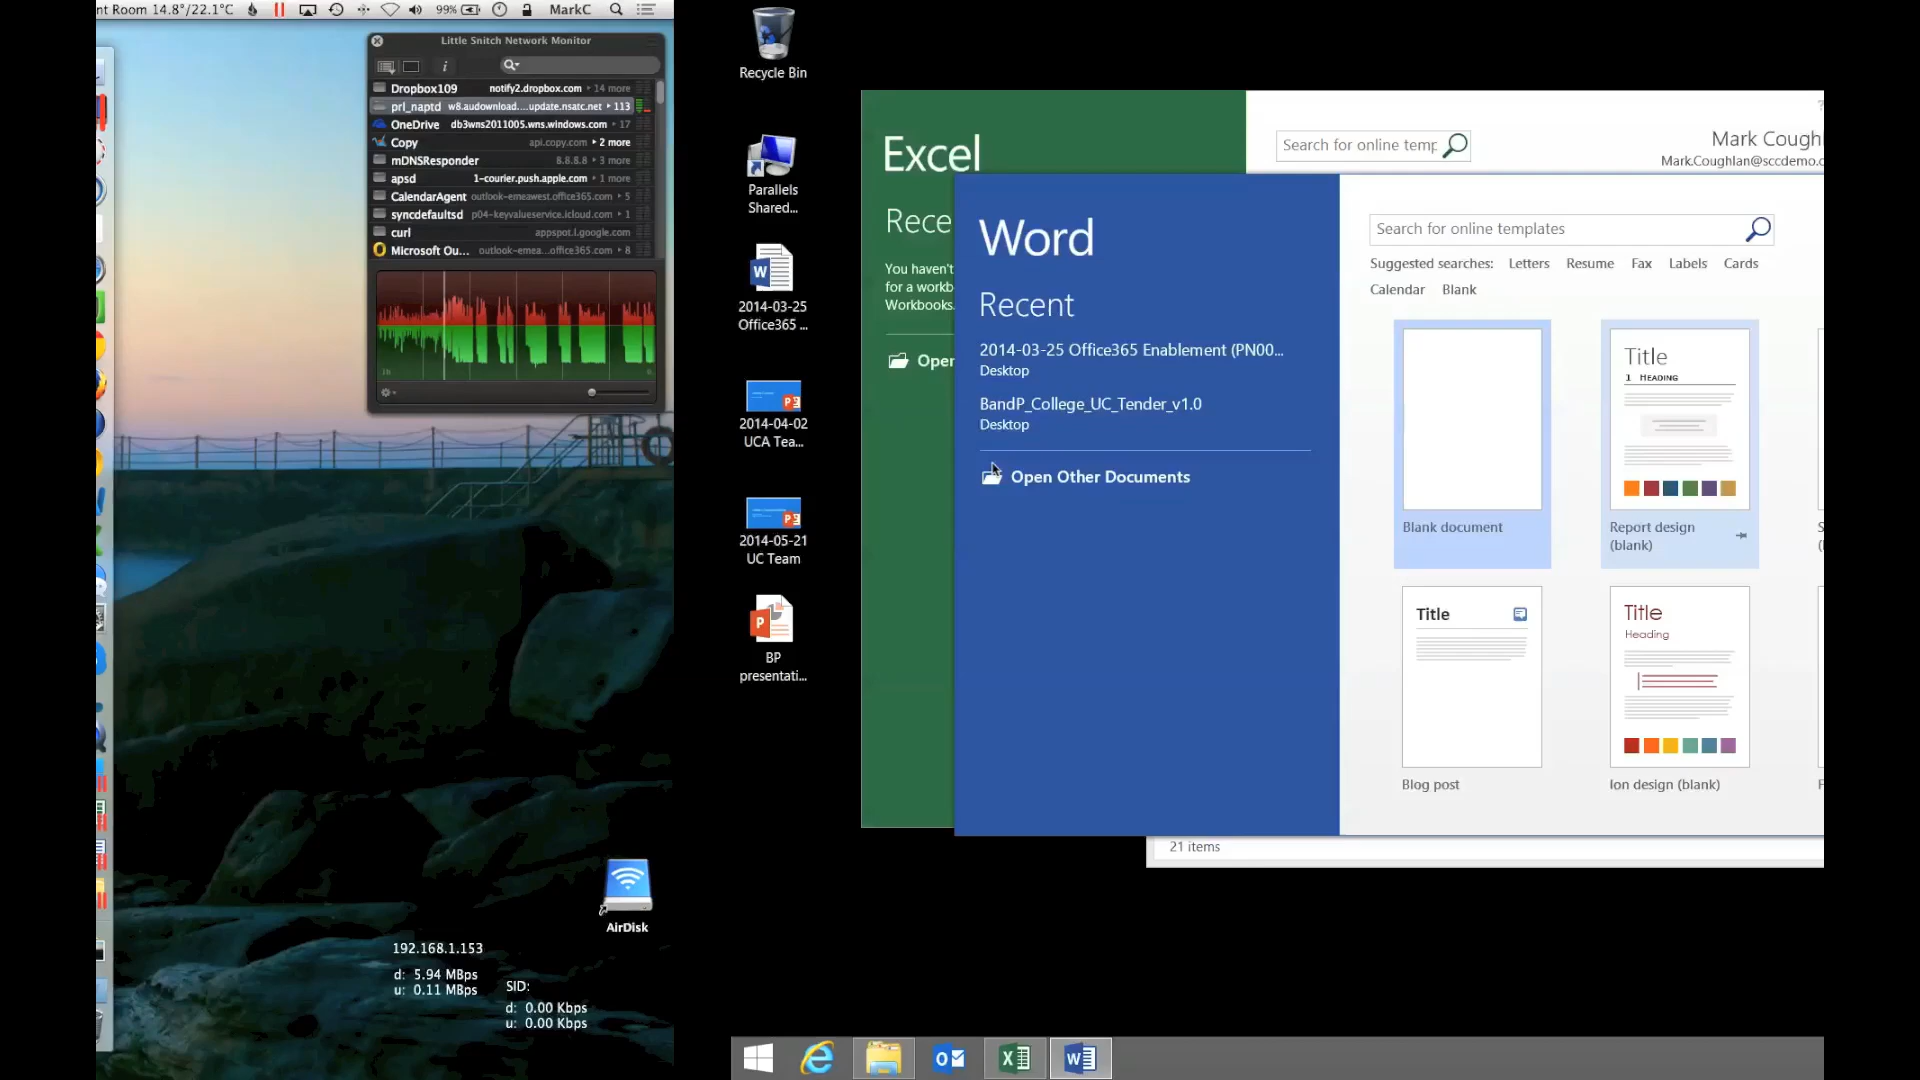 nt Room 14.8°/22.1°C
99%
MarkC
Little Snitch Network Monitor
i
Dropbox109 notify2.dropbox.com 14 more
prl_naptd w8.audownload....update.nsatc.net 113
OneDrive db3wns2011005.wns.windows.com 17
Copy api.copy.com 2 more
mDNSResponder 8.8.8.8 3 more
apsd 1-courier.push.apple.com 1 more
CalendarAgent outlook-emeawest.office365.com 5
syncdefaultsd p04-keyvalueservice.icloud.com 1
curl appspot.l.google.com
Microsoft Ou... outlook-emea...office365.com 8
1h
AirDisk
192.168.1.153
d: 5.94 MBps
u: 0.11 MBps
SID:
d: 0.00 Kbps
u: 0.00 Kbps
Recycle Bin
Parallels
Shared...
2014-03-25
Office365 ...
2014-04-02
UCA Tea...
2014-05-21
UC Team
BP
presentati...
Excel
Rece
You haven't
for a workb
Workbooks.
Oper
Search for online temp
?
Mark Coughl
Mark.Coughlan@sccdemo.c
Word
Recent
2014-03-25 Office365 Enablement (PN00...
Desktop
BandP_College_UC_Tender_v1.0
Desktop
Open Other Documents
Search for online templates
Suggested searches: Letters Resume Fax Labels Cards
Calendar Blank
Blank document
Title
1 HEADING
Report design
(blank)
Title
Blog post
Title
Heading
Ion design (blank)
21 items